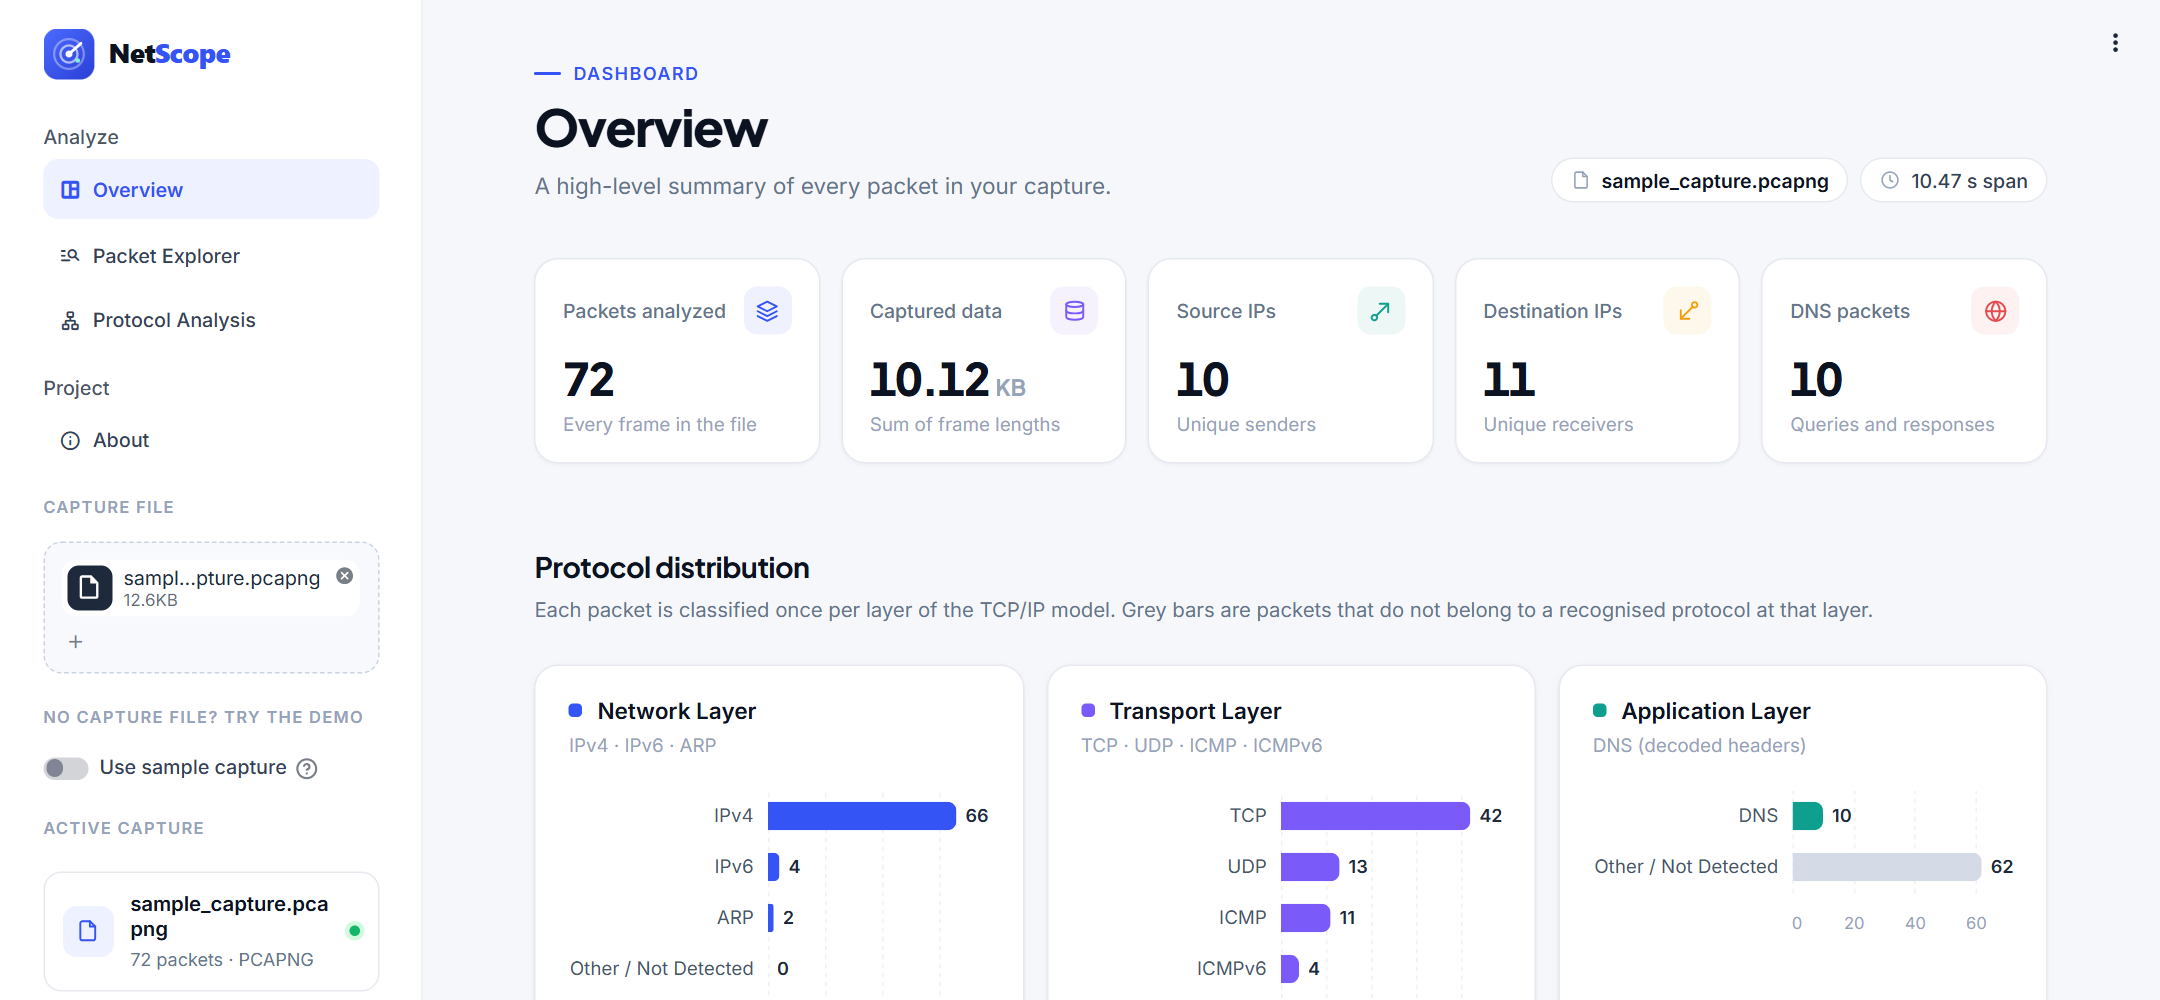 NetScope
Analyze
Overview
Packet Explorer
Protocol Analysis
Project
About
CAPTURE FILE
sampl...pture.pcapng
12.6KB
+
NO CAPTURE FILE? TRY THE DEMO
Use sample capture
ACTIVE CAPTURE
sample_capture.pca
png
72 packets · PCAPNG
DASHBOARD
Overview
A high-level summary of every packet in your capture.
sample_capture.pcapng
10.47 s span
Packets analyzed
72
Every frame in the file
Captured data
10.12 KB
Sum of frame lengths
Source IPs
10
Unique senders
Destination IPs
11
Unique receivers
DNS packets
10
Queries and responses
Protocol distribution
Each packet is classified once per layer of the TCP/IP model. Grey bars are packets that do not belong to a recognised protocol at that layer.
Network Layer
IPv4 · IPv6 · ARP
IPv4 66
IPv6 4
ARP 2
Other / Not Detected 0
Transport Layer
TCP · UDP · ICMP · ICMPv6
TCP 42
UDP 13
ICMP 11
ICMPv6 4
Application Layer
DNS (decoded headers)
DNS 10
Other / Not Detected 62
0 20 40 60